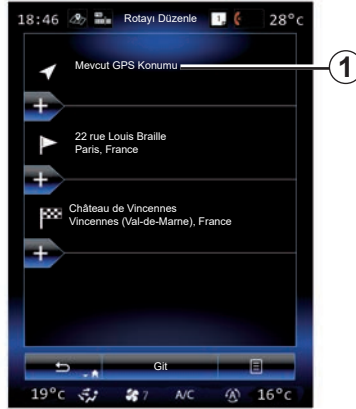 18:46 Rotayı Düzenle 28°c
Mevcut GPS Konumu
1
22 rue Louis Braille
Paris, France
Château de Vincennes
Vincennes (Val-de-Marne), France
Git
19°c 7 A/C 16°c